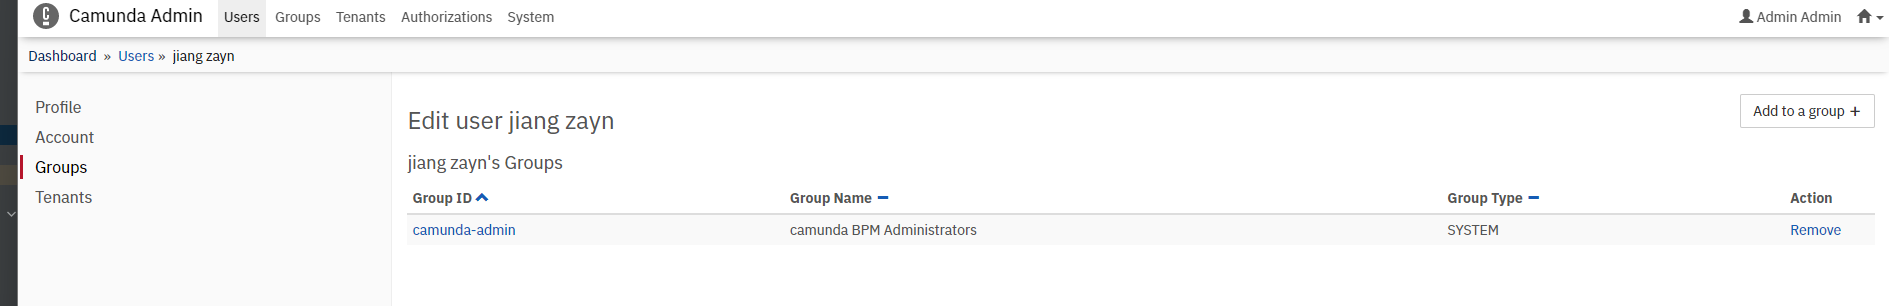 Camunda Admin Users Groups Tenants Authorizations System Admin Admin
Dashboard » Users » jiang zayn
Profile
Account
Groups
Tenants
Edit user jiang zayn
Add to a group +
jiang zayn's Groups
Group ID Group Name Group Type Action
camunda-admin camunda BPM Administrators SYSTEM Remove